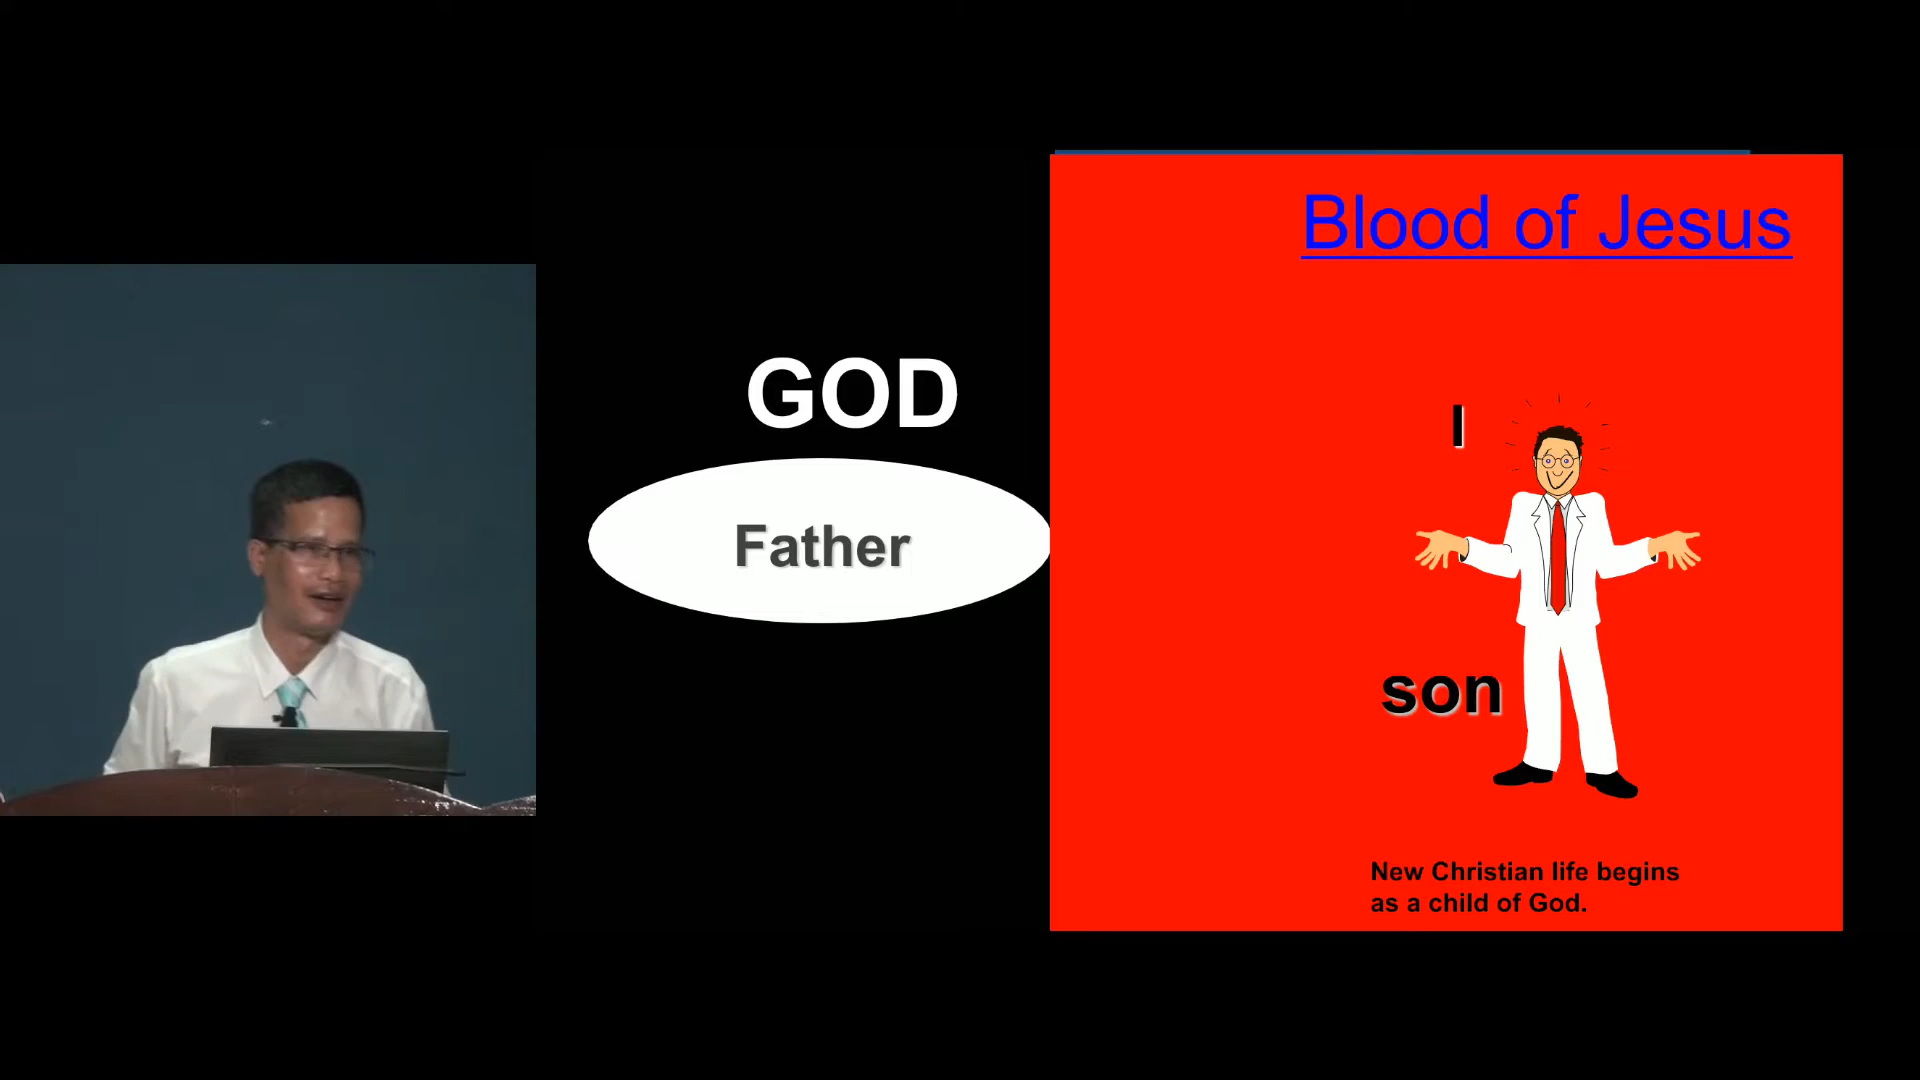 Blood of Jesus
GOD
I
Father
son
New Christian life begins
as a child of God.